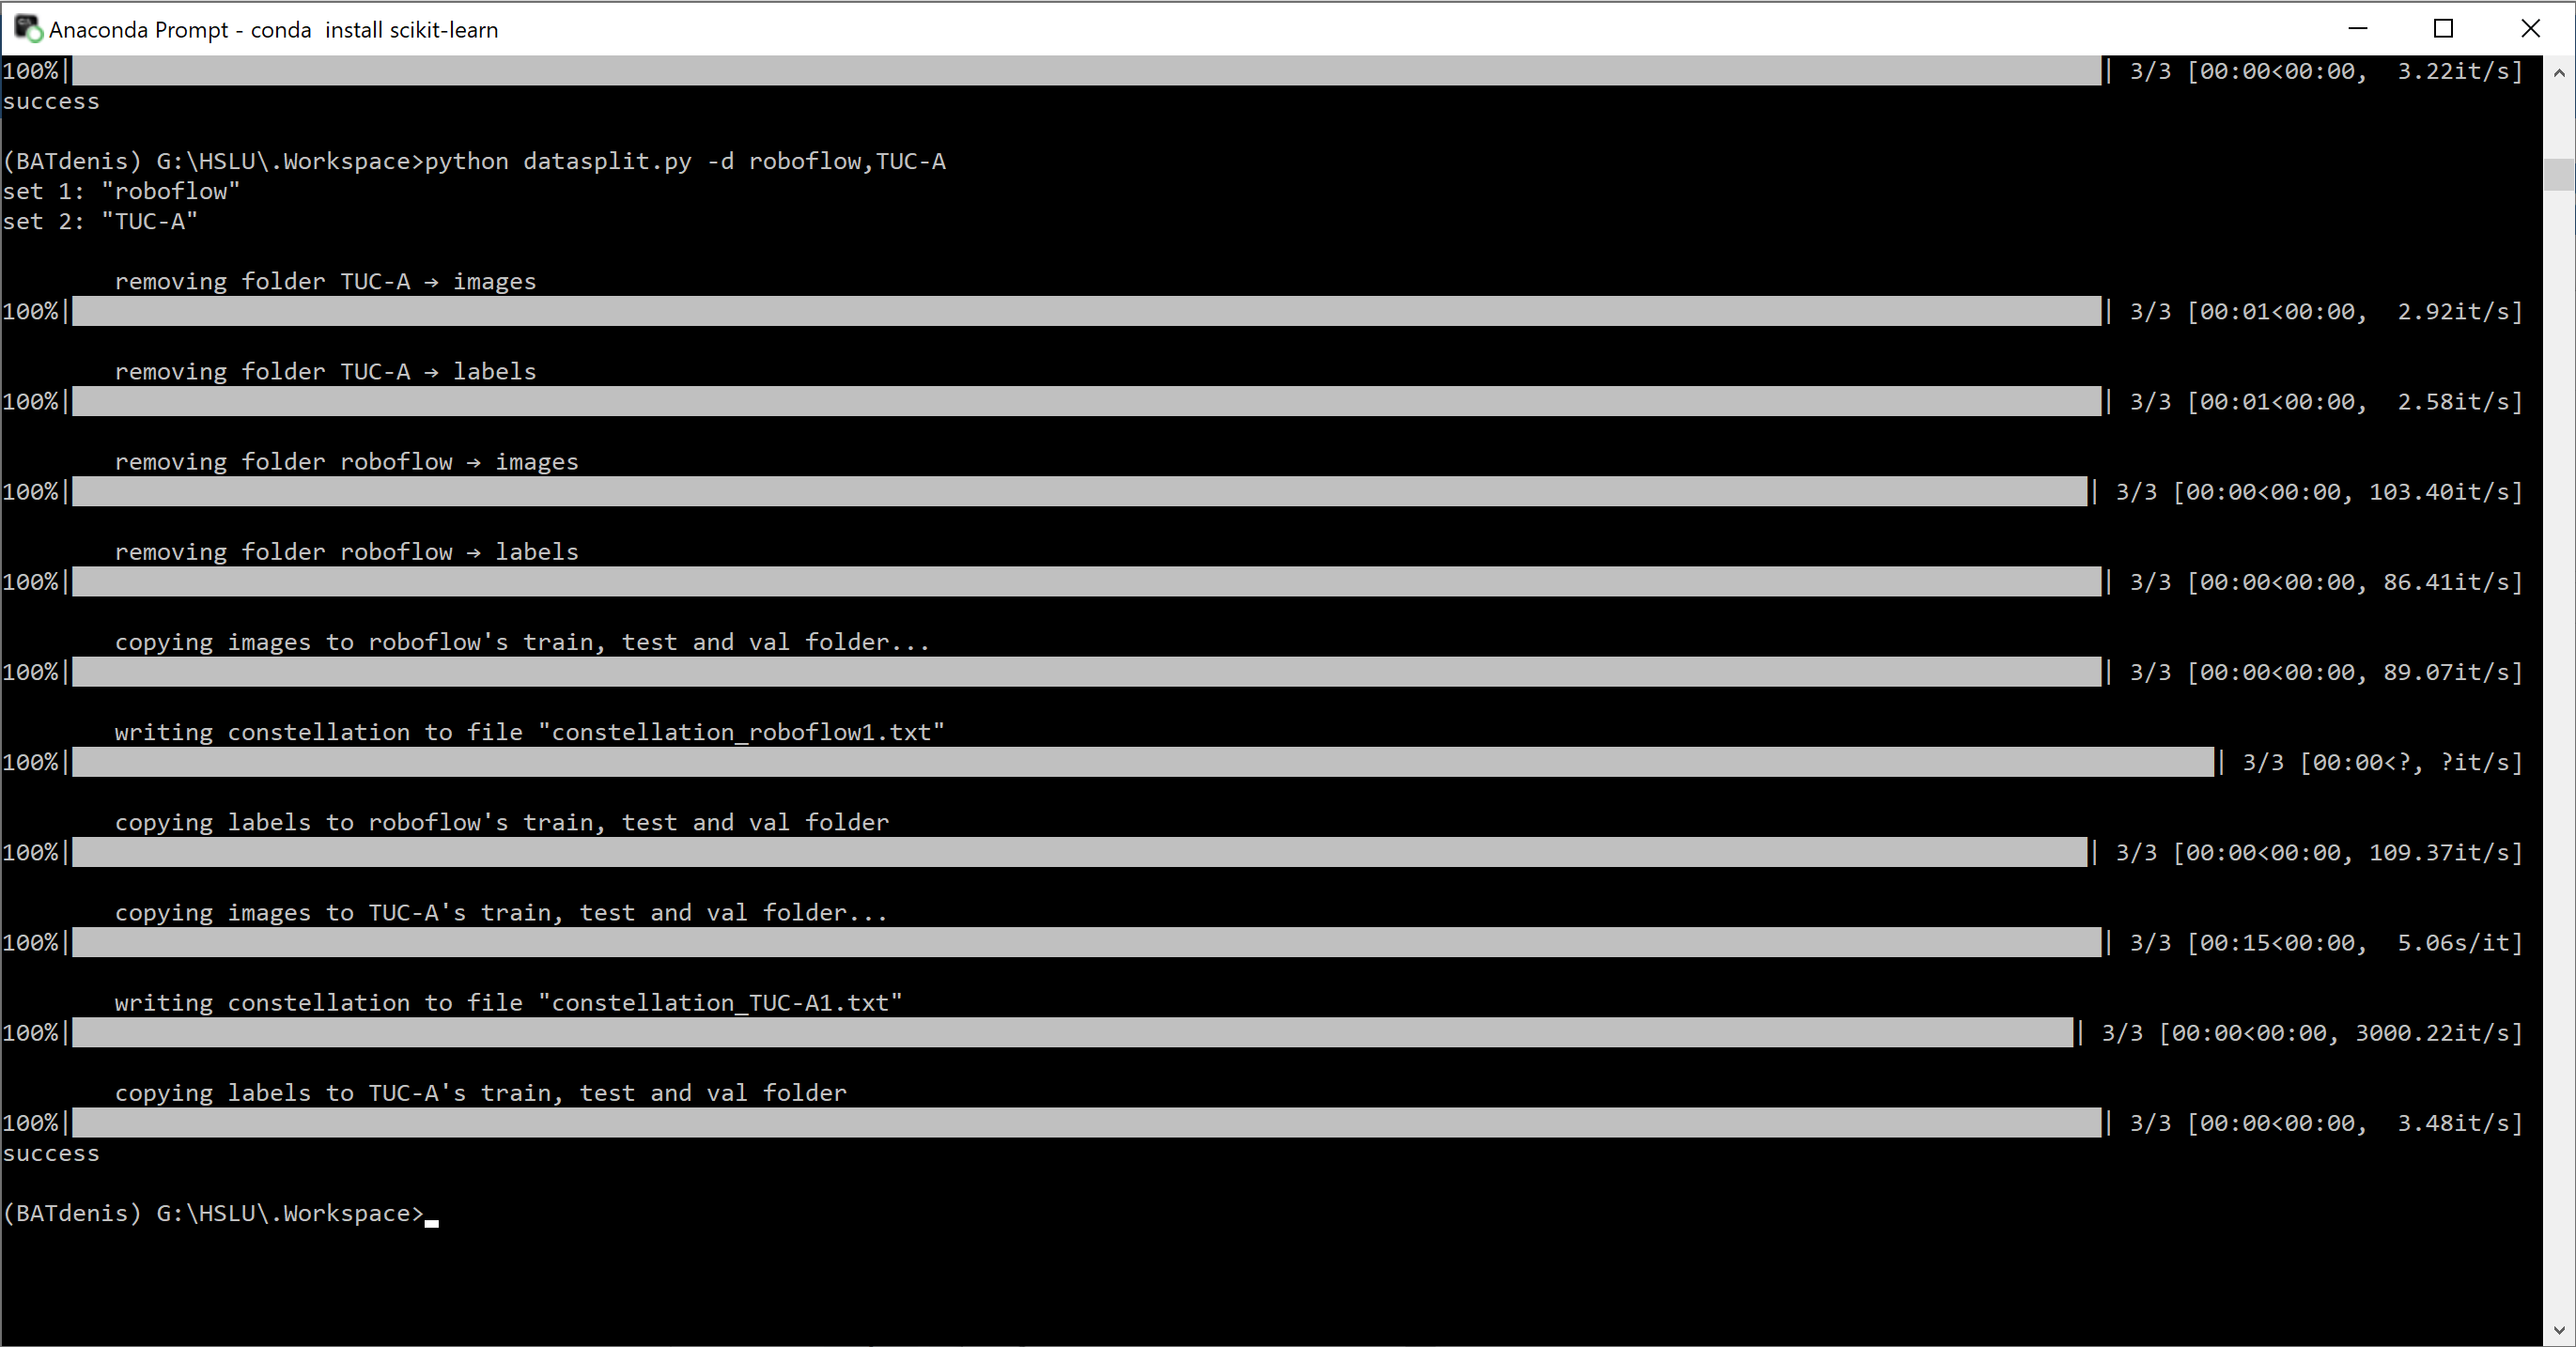 Anaconda Prompt - conda  install scikit-learn
100%| | 3/3 [00:00<00:00,  3.22it/s]
success
(BATdenis) G:\HSLU\.Workspace>python datasplit.py -d roboflow,TUC-A
set 1: "roboflow"
set 2: "TUC-A"
removing folder TUC-A → images
100%| | 3/3 [00:01<00:00,  2.92it/s]
removing folder TUC-A → labels
100%| | 3/3 [00:01<00:00,  2.58it/s]
removing folder roboflow → images
100%| | 3/3 [00:00<00:00, 103.40it/s]
removing folder roboflow → labels
100%| | 3/3 [00:00<00:00, 86.41it/s]
copying images to roboflow's train, test and val folder...
100%| | 3/3 [00:00<00:00, 89.07it/s]
writing constellation to file "constellation_roboflow1.txt"
100%| | 3/3 [00:00<?, ?it/s]
copying labels to roboflow's train, test and val folder
100%| | 3/3 [00:00<00:00, 109.37it/s]
copying images to TUC-A's train, test and val folder...
100%| | 3/3 [00:15<00:00,  5.06s/it]
writing constellation to file "constellation_TUC-A1.txt"
100%| | 3/3 [00:00<00:00, 3000.22it/s]
copying labels to TUC-A's train, test and val folder
100%| | 3/3 [00:00<00:00,  3.48it/s]
success
(BATdenis) G:\HSLU\.Workspace>